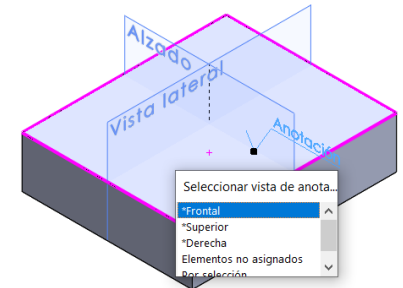 Alzado
Vista lateral
Anotación
Seleccionar vista de anota...
*Frontal
*Superior
*Derecha
Elementos no asignados
Por selección